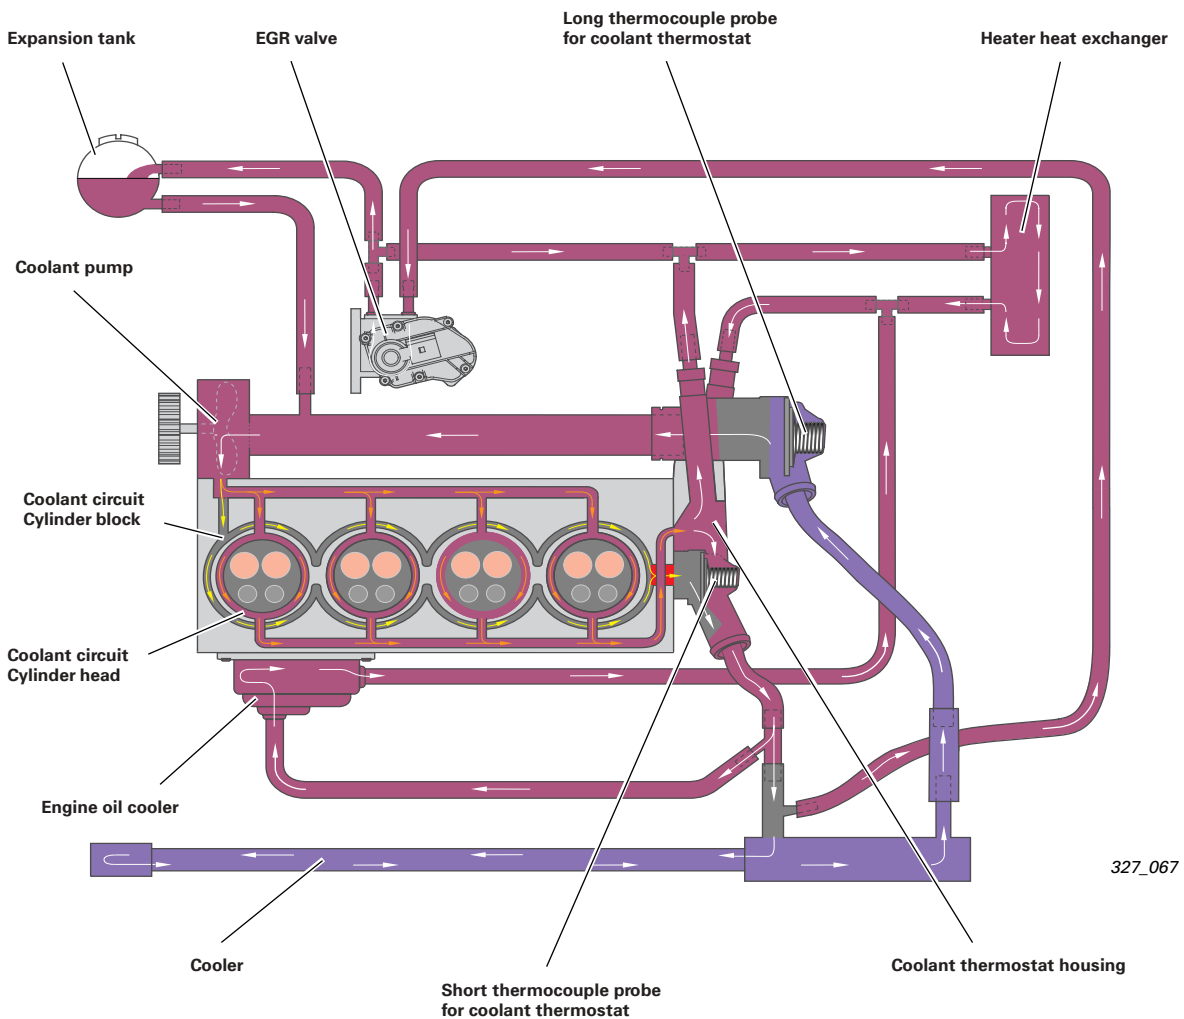 Long thermocouple probe
for coolant thermostat
Expansion tank
EGR valve
Heater heat exchanger
Coolant pump
Coolant circuit
Cylinder block
Coolant circuit
Cylinder head
Engine oil cooler
327_067
Cooler
Coolant thermostat housing
Short thermocouple probe
for coolant thermostat